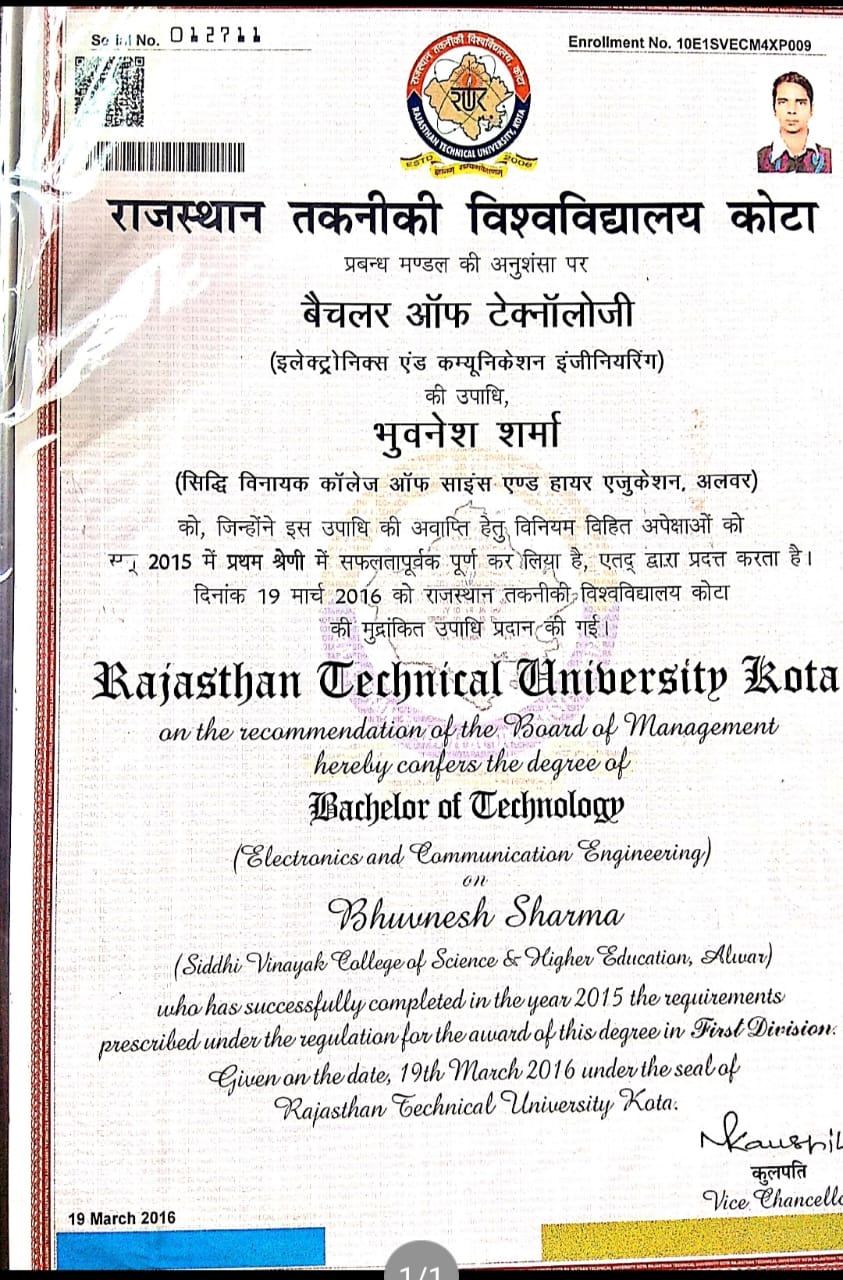 Serial No. 012711
Enrollment No. 10E1SVECM4XP009
राजस्थान तकनीकी विश्वविद्यालय, कोटा
RAJASTHAN TECHNICAL UNIVERSITY, KOTA
ESTD 2006
राजस्थान तकनीकी विश्वविद्यालय कोटा
प्रबन्ध मण्डल की अनुशंसा पर
बैचलर ऑफ टेक्नॉलोजी
(इलेक्ट्रोनिक्स एंड कम्यूनिकेशन इंजीनियरिंग)
की उपाधि,
भुवनेश शर्मा
(सिद्धि विनायक कॉलेज ऑफ साइंस एण्ड हायर एजुकेशन, अलवर)
को, जिन्होंने इस उपाधि की अवाप्ति हेतु विनियम विहित अपेक्षाओं को
सन् 2015 में प्रथम श्रेणी में सफलतापूर्वक पूर्ण कर लिया है, एतद् द्वारा प्रदत्त करता है।
दिनांक 19 मार्च 2016 को राजस्थान तकनीकी विश्वविद्यालय कोटा
की मुद्रांकित उपाधि प्रदान की गई।
Rajasthan Technical University Kota
on the recommendation of the Board of Management
hereby confers the degree of
Bachelor of Technology
(Electronics and Communication Engineering)
on
Bhuvnesh Sharma
(Siddhi Vinayak College of Science & Higher Education, Alwar)
who has successfully completed in the year 2015 the requirements
prescribed under the regulation for the award of this degree in First Division.
Given on the date, 19th March 2016 under the seal of
Rajasthan Technical University Kota.
कुलपति
Vice Chancello
19 March 2016
1/1